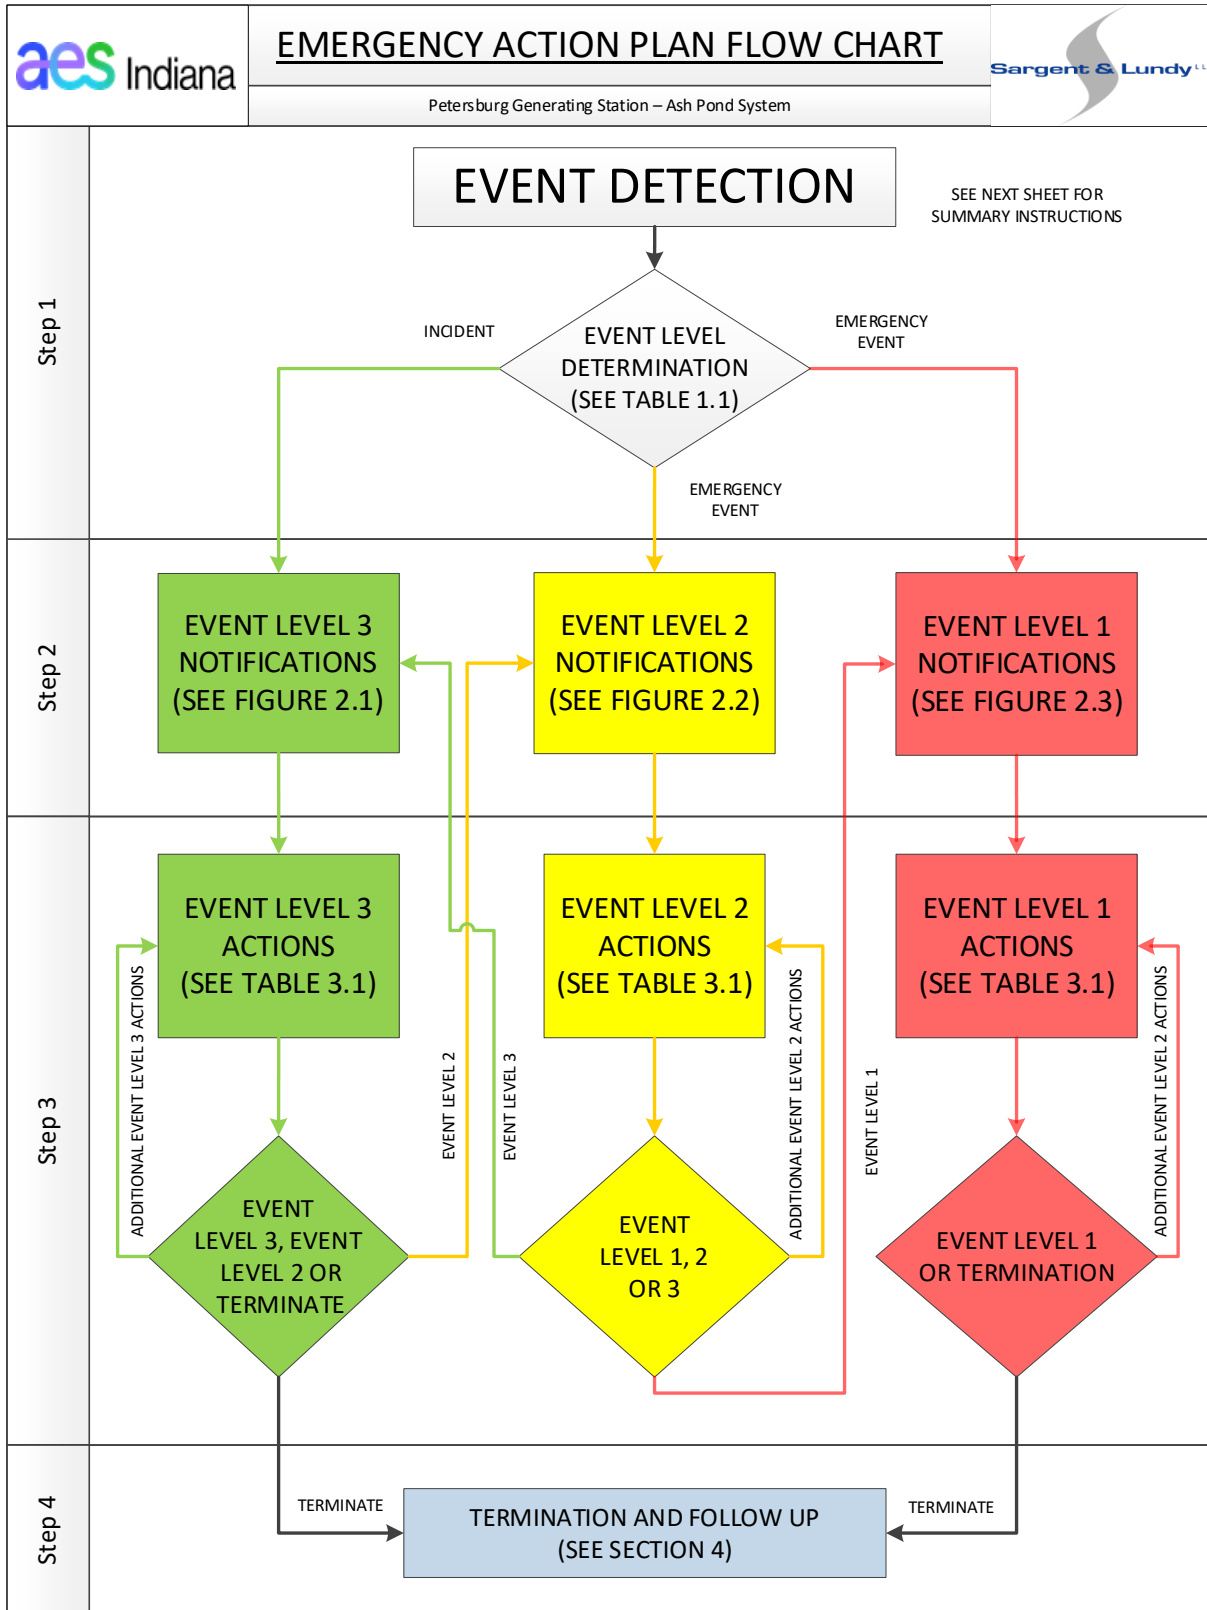 aes Indiana
EMERGENCY ACTION PLAN FLOW CHART
Petersburg Generating Station – Ash Pond System
Sargent & Lundy LL
Step 1
EVENT DETECTION
SEE NEXT SHEET FOR
SUMMARY INSTRUCTIONS
INCIDENT
EVENT LEVEL
DETERMINATION
(SEE TABLE 1.1)
EMERGENCY
EVENT
EMERGENCY
EVENT
Step 2
EVENT LEVEL 3
NOTIFICATIONS
(SEE FIGURE 2.1)
EVENT LEVEL 2
NOTIFICATIONS
(SEE FIGURE 2.2)
EVENT LEVEL 1
NOTIFICATIONS
(SEE FIGURE 2.3)
Step 3
EVENT LEVEL 3
ACTIONS
(SEE TABLE 3.1)
EVENT LEVEL 2
ACTIONS
(SEE TABLE 3.1)
EVENT LEVEL 1
ACTIONS
(SEE TABLE 3.1)
ADDITIONAL EVENT LEVEL 3 ACTIONS
EVENT LEVEL 2
EVENT LEVEL 3
ADDITIONAL EVENT LEVEL 2 ACTIONS
EVENT LEVEL 1
ADDITIONAL EVENT LEVEL 2 ACTIONS
EVENT
LEVEL 3, EVENT
LEVEL 2 OR
TERMINATE
EVENT
LEVEL 1, 2
OR 3
EVENT LEVEL 1
OR TERMINATION
Step 4
TERMINATE
TERMINATION AND FOLLOW UP
(SEE SECTION 4)
TERMINATE